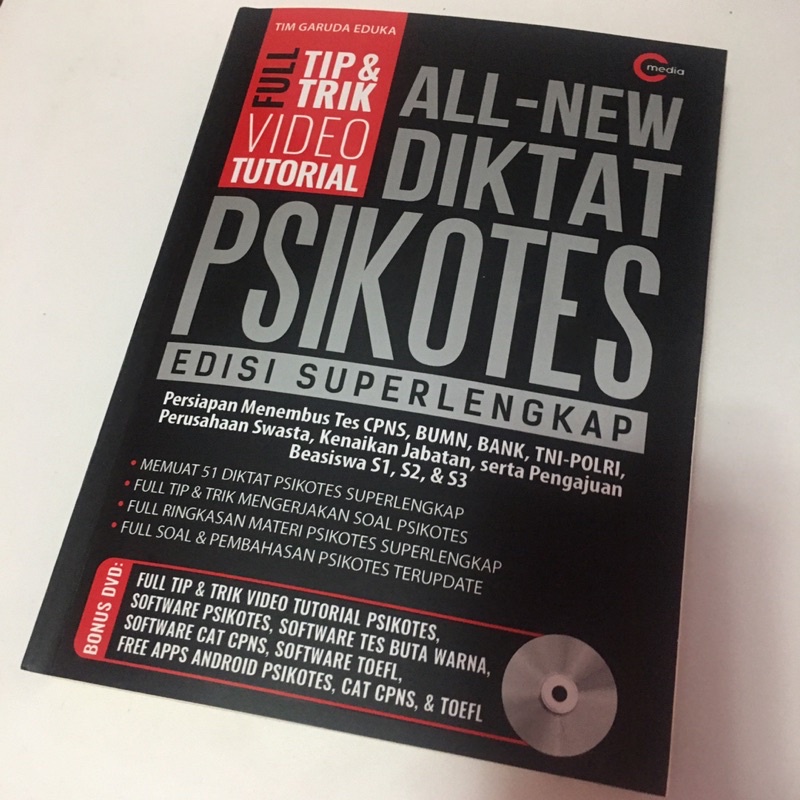 TIM GARUDA EDUKA
FULL
TIP &
TRIK
VIDEO
TUTORIAL
C media
ALL-NEW
DIKTAT
PSIKOTES
EDISI SUPERLENGKAP
Persiapan Menembus Tes CPNS, BUMN, BANK, TNI-POLRI,
Perusahaan Swasta, Kenaikan Jabatan, serta Pengajuan
Beasiswa S1, S2, & S3
• MEMUAT 51 DIKTAT PSIKOTES SUPERLENGKAP
• FULL TIP & TRIK MENGERJAKAN SOAL PSIKOTES
• FULL RINGKASAN MATERI PSIKOTES SUPERLENGKAP
• FULL SOAL & PEMBAHASAN PSIKOTES TERUPDATE
BONUS DVD:
FULL TIP & TRIK VIDEO TUTORIAL PSIKOTES,
SOFTWARE PSIKOTES, SOFTWARE TES BUTA WARNA,
SOFTWARE CAT CPNS, SOFTWARE TOEFL,
FREE APPS ANDROID PSIKOTES, CAT CPNS, & TOEFL